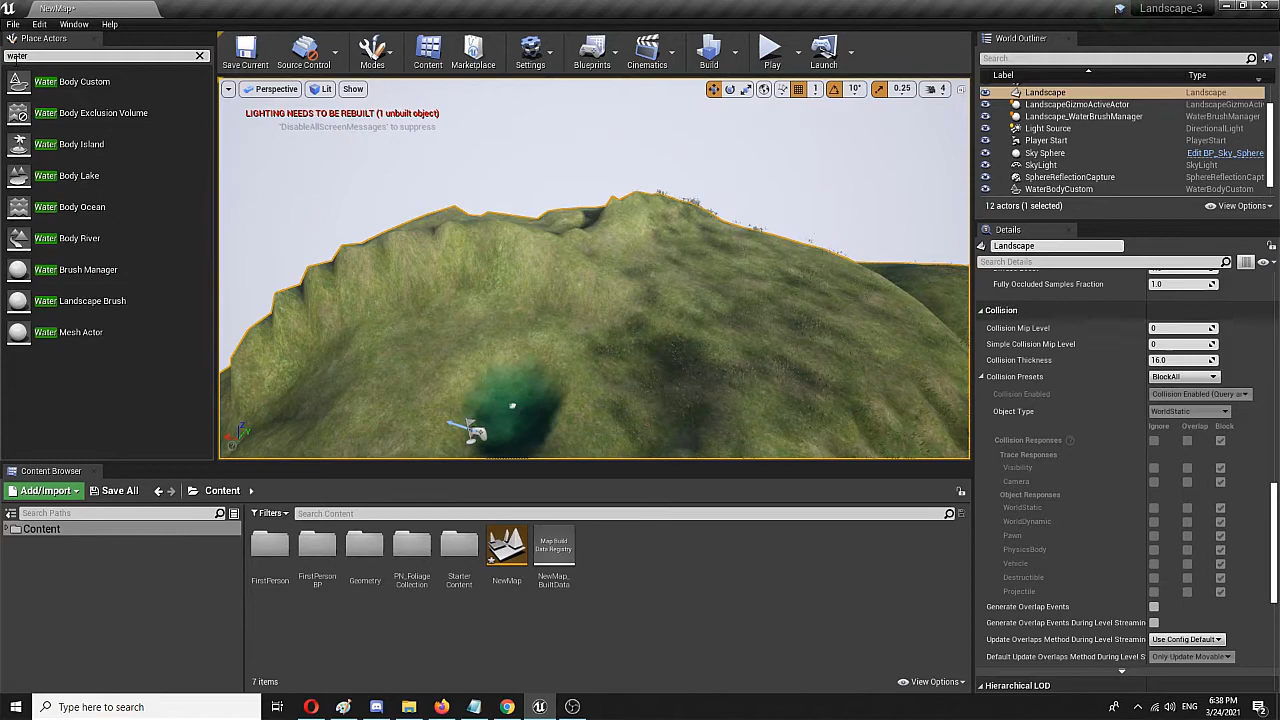 NewMap+
Landscape_3
File
Edit
Window
Help
Place Actors
water
Water Body Custom
Water Body Exclusion Volume
Water Body Island
Water Body Lake
Water Body Ocean
Water Body River
Water Brush Manager
Water Landscape Brush
Water Mesh Actor
Save Current
Source Control
Modes
Content
Marketplace
Settings
Blueprints
Cinematics
Build
Play
Launch
Perspective
Lit
Show
1
10°
0.25
4
LIGHTING NEEDS TO BE REBUILT (1 unbuilt object)
'DisableAllScreenMessages' to suppress
World Outliner
Search...
Label
Type
Landscape
Landscape
LandscapeGizmoActiveActor
LandscapeGizmoActi
Landscape_WaterBrushManager
WaterBrushManager
Light Source
DirectionalLight
Player Start
PlayerStart
Sky Sphere
Edit BP_Sky_Sphere
SkyLight
SkyLight
SphereReflectionCapture
SphereReflectionCapt
WaterBodyCustom
WaterBodyCustom
12 actors (1 selected)
View Options
Details
Landscape
Search Details
Fully Occluded Samples Fraction
1.0
Collision
Collision Mip Level
0
Simple Collision Mip Level
0
Collision Thickness
16.0
Collision Presets
BlockAll
Collision Enabled
Collision Enabled (Query an
Object Type
WorldStatic
Ignore
Overlap
Block
Collision Responses
Trace Responses
Visibility
Camera
Object Responses
WorldStatic
WorldDynamic
Pawn
PhysicsBody
Vehicle
Destructible
Projectile
Generate Overlap Events
Generate Overlap Events During Level Streamin
Update Overlaps Method During Level Streamin
Use Config Default
Default Update Overlaps Method During Level S
Only Update Movable
Hierarchical LOD
Content Browser
Add/Import
Save All
Content
Search Paths
Content
Filters
Search Content
FirstPerson
FirstPerson
BP
Geometry
PN_Foliage
Collection
Starter
Content
NewMap
Map Build
Data Registry
NewMap_
BuiltData
7 items
View Options
Type here to search
ENG
6:38 PM
3/24/2021